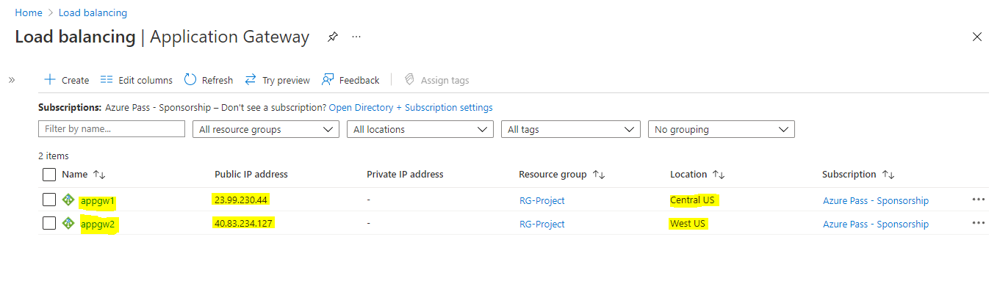 Home > Load balancing
Load balancing | Application Gateway ...
Create Edit columns Refresh Try preview Feedback Assign tags
Subscriptions: Azure Pass - Sponsorship – Don't see a subscription? Open Directory + Subscription settings
Filter by name... All resource groups All locations All tags No grouping
2 items
Name Public IP address Private IP address Resource group Location Subscription
appgw1 23.99.230.44 - RG-Project Central US Azure Pass - Sponsorship ...
appgw2 40.83.234.127 - RG-Project West US Azure Pass - Sponsorship ...